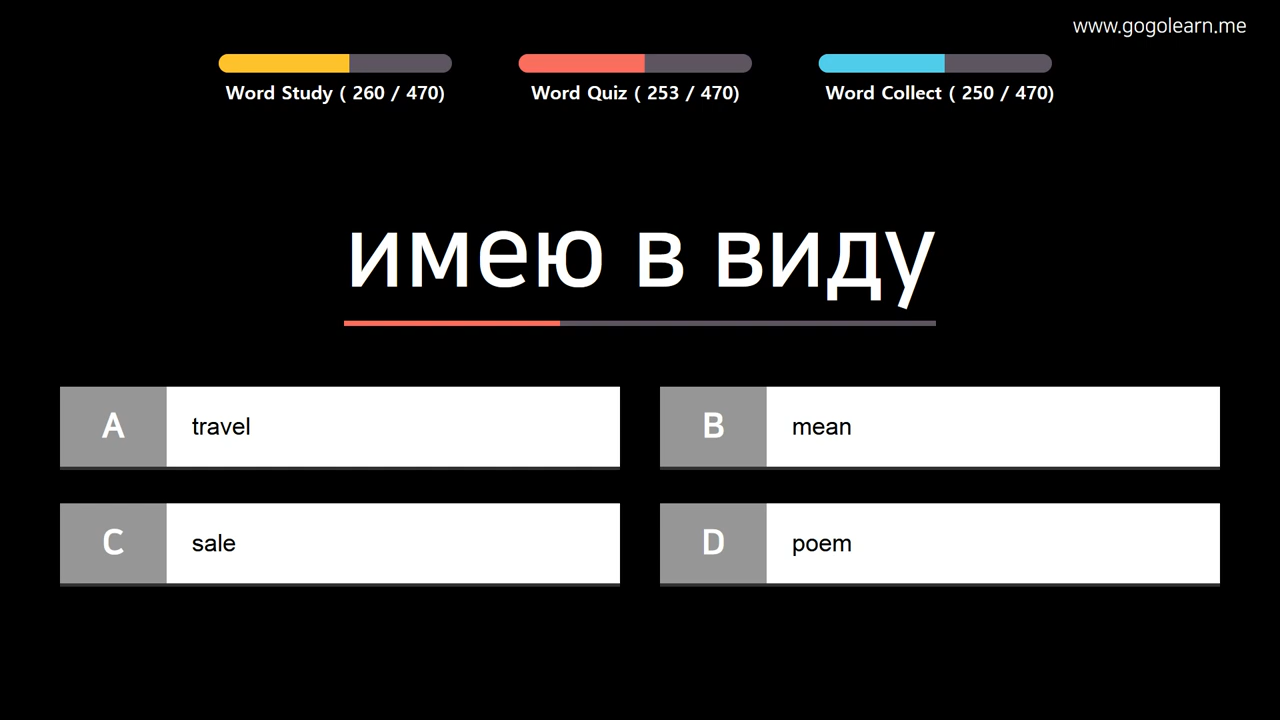 www.gogolearn.me
Word Study ( 260 / 470)
Word Quiz ( 253 / 470)
Word Collect ( 250 / 470)
имею в виду
A travel
B mean
C sale
D poem